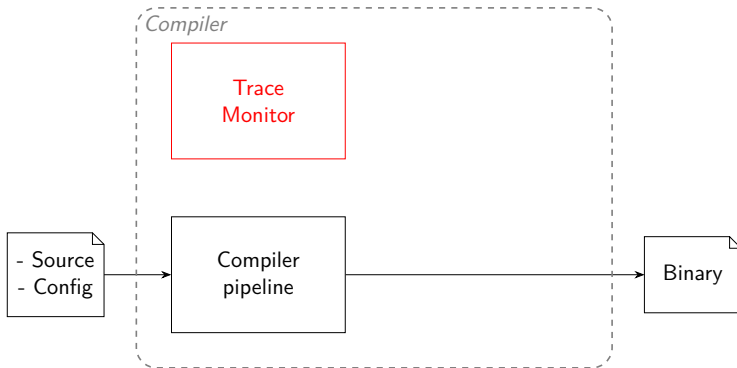 Compiler
Trace
Monitor
- Source
- Config
Compiler
pipeline
Binary